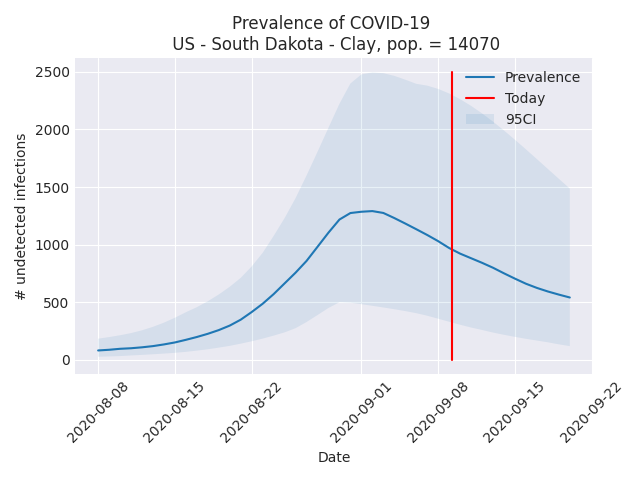 Prevalence of COVID-19
US - South Dakota - Clay, pop. = 14070
2500
2000
1500
1000
500
0
# undetected infections
Prevalence
Today
95CI
2020-08-08
2020-08-15
2020-08-22
2020-09-01
2020-09-08
2020-09-15
2020-09-22
Date